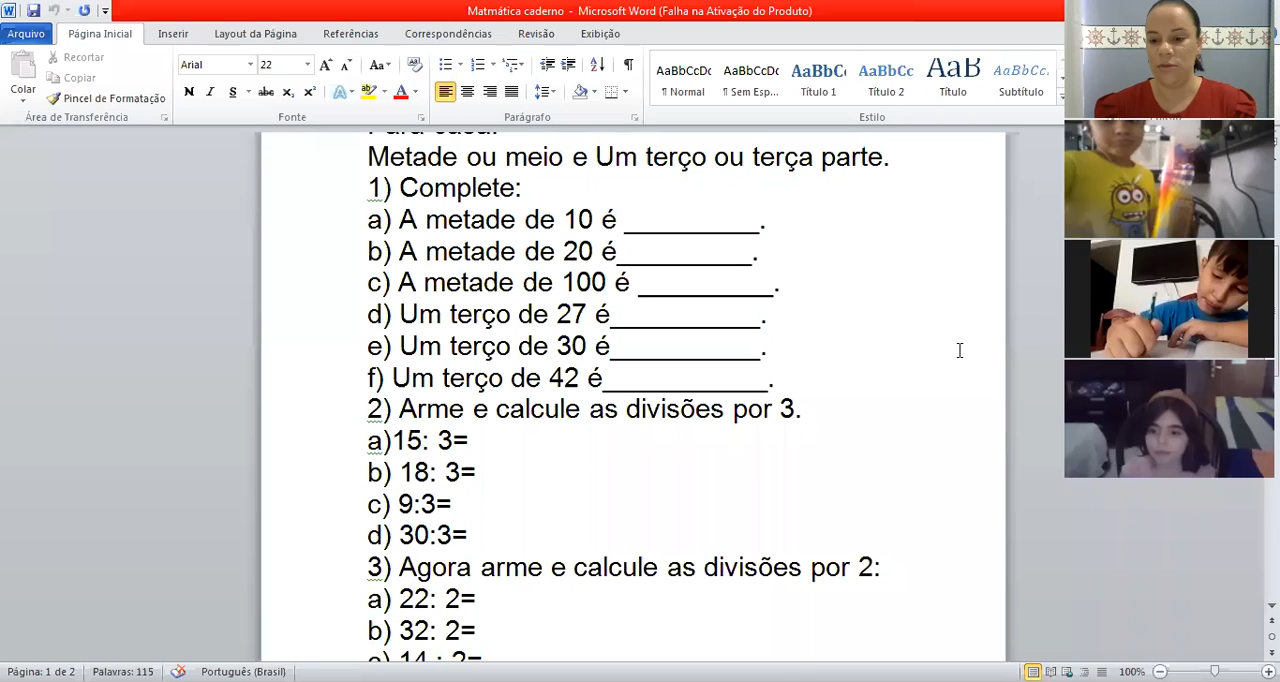 Matmática caderno - Microsoft Word (Falha na Ativação do Produto)
Arquivo Página Inicial Inserir Layout da Página Referências Correspondências Revisão Exibição
Colar
Recortar
Copiar
Pincel de Formatação
Área de Transferência
Arial 22
Fonte
Parágrafo
AaBbCcDc AaBbCcDc AaBbC AaBbCc AaB AaBbCc.
¶ Normal ¶ Sem Esp... Título 1 Título 2 Título Subtítulo
Estilo
Para casa:
Metade ou meio e Um terço ou terça parte.
1) Complete:
a) A metade de 10 é __________.
b) A metade de 20 é__________.
c) A metade de 100 é __________.
d) Um terço de 27 é___________.
e) Um terço de 30 é___________.
f) Um terço de 42 é____________.
2) Arme e calcule as divisões por 3.
a)15: 3=
b) 18: 3=
c) 9:3=
d) 30:3=
3) Agora arme e calcule as divisões por 2:
a) 22: 2=
b) 32: 2=
c) 14 : 2=
Página: 1 de 2 Palavras: 115 Português (Brasil) 100%